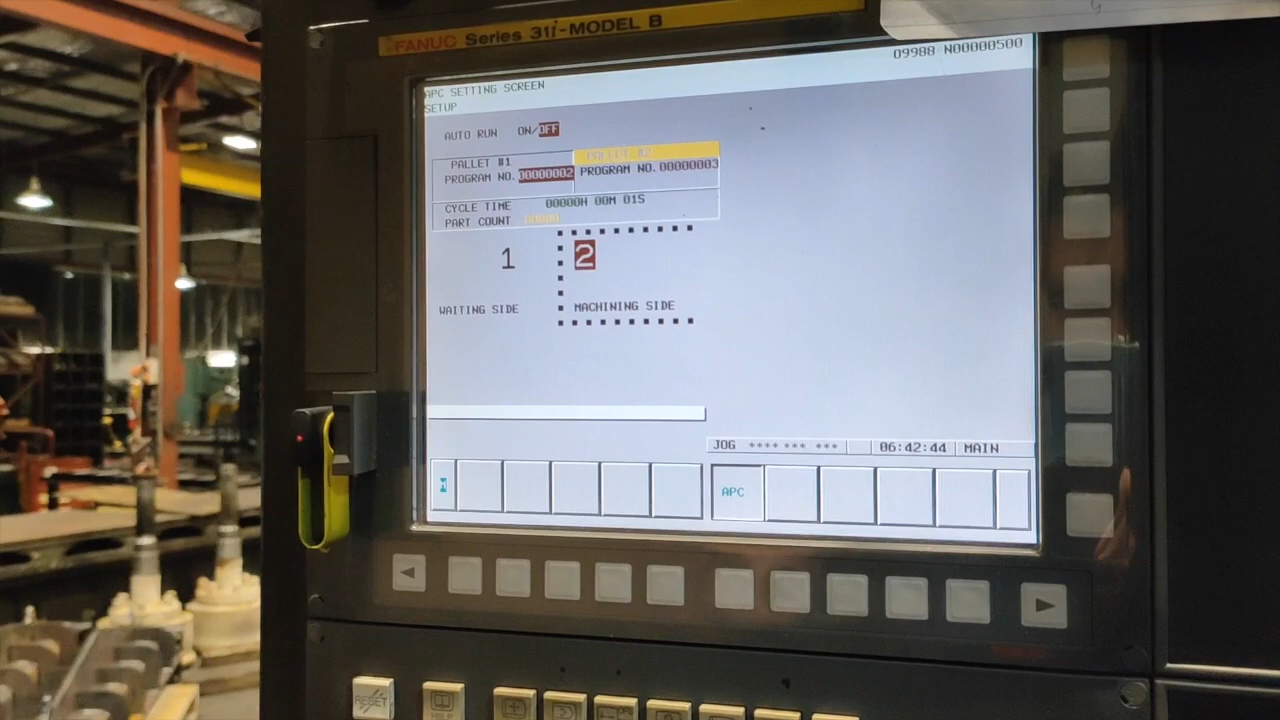 FANUC Series 31i-MODEL B
O9988 N00000500
APC SETTING SCREEN
SETUP
AUTO RUN ON/OFF
PALLET #1 PALLET #2
PROGRAM NO. 00000002 PROGRAM NO. 00000003
CYCLE TIME 00000H 00M 01S
PART COUNT 00000
1 2
WAITING SIDE MACHINING SIDE
JOG **** *** *** 06:42:44 MAIN
APC
RESET